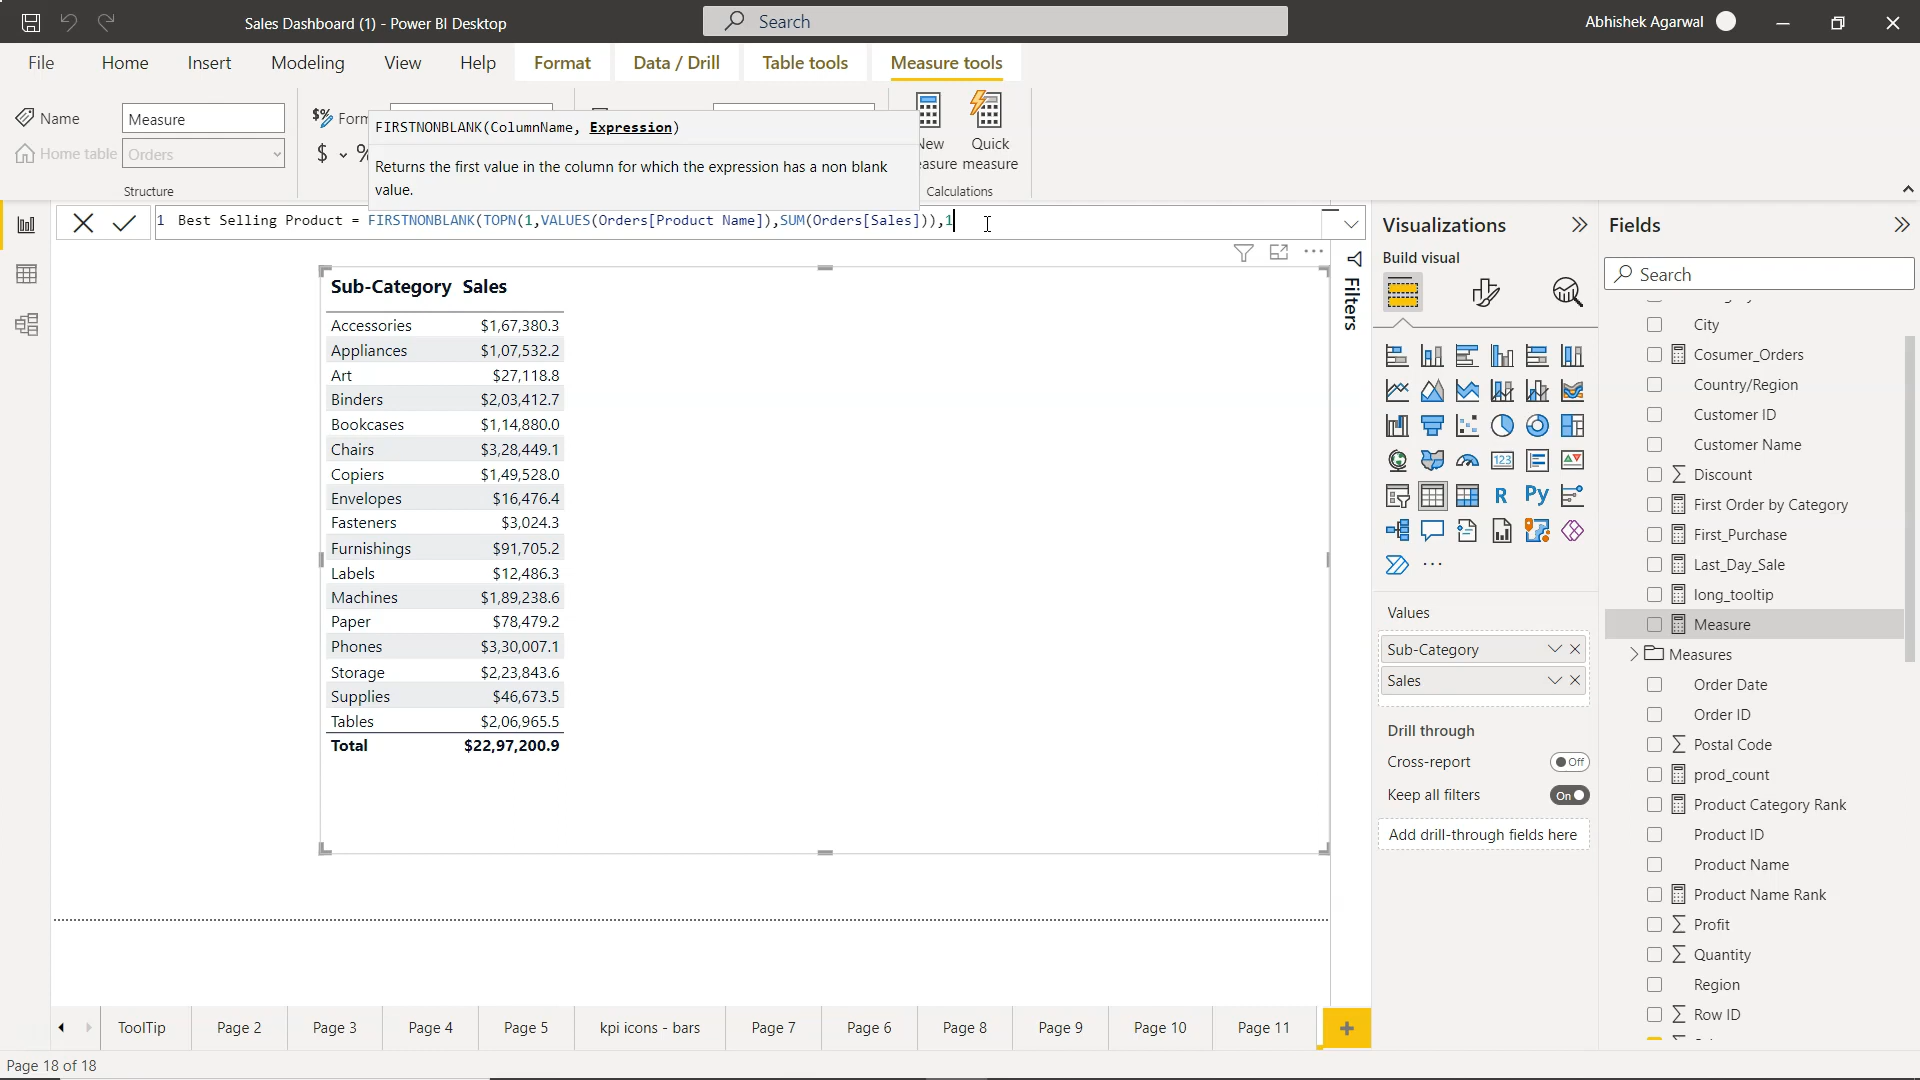 Sales Dashboard (1) - Power BI Desktop
Search
Abhishek Agarwal
File Home Insert Modeling View Help Format Data / Drill Table tools Measure tools
Name Measure
Home table Orders
Structure
$% Form
$ %
FIRSTNONBLANK(ColumnName, Expression)
Returns the first value in the column for which the expression has a non blank
value.
New
measure
Quick
measure
Calculations
1 Best Selling Product = FIRSTNONBLANK(TOPN(1,VALUES(Orders[Product Name]),SUM(Orders[Sales])),1
Sub-Category Sales
Accessories $1,67,380.3
Appliances $1,07,532.2
Art $27,118.8
Binders $2,03,412.7
Bookcases $1,14,880.0
Chairs $3,28,449.1
Copiers $1,49,528.0
Envelopes $16,476.4
Fasteners $3,024.3
Furnishings $91,705.2
Labels $12,486.3
Machines $1,89,238.6
Paper $78,479.2
Phones $3,30,007.1
Storage $2,23,843.6
Supplies $46,673.5
Tables $2,06,965.5
Total $22,97,200.9
Filters
Visualizations
Build visual
123
R Py
Values
Sub-Category
Sales
Drill through
Cross-report Off
Keep all filters On
Add drill-through fields here
Fields
Search
City
Cosumer_Orders
Country/Region
Customer ID
Customer Name
Discount
First Order by Category
First_Purchase
Last_Day_Sale
long_tooltip
Measure
Measures
Order Date
Order ID
Postal Code
prod_count
Product Category Rank
Product ID
Product Name
Product Name Rank
Profit
Quantity
Region
Row ID
ToolTip Page 2 Page 3 Page 4 Page 5 kpi icons - bars Page 7 Page 6 Page 8 Page 9 Page 10 Page 11
Page 18 of 18